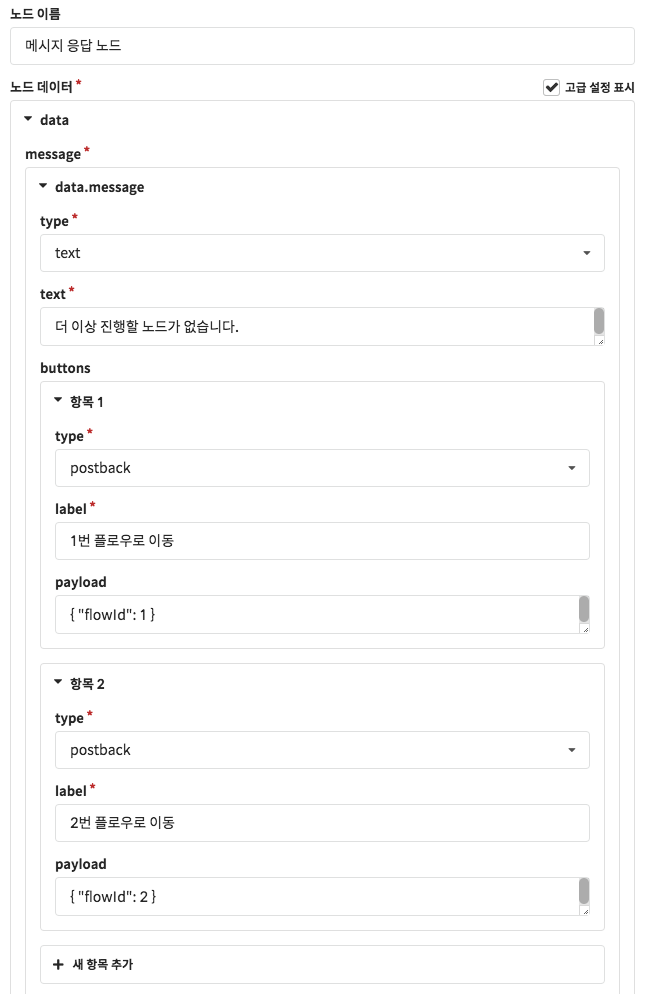 노드 이름
메시지 응답 노드
노드 데이터 *
고급 설정 표시
data
message *
data.message
type *
text
text *
더 이상 진행할 노드가 없습니다.
buttons
항목 1
type *
postback
label *
1번 플로우로 이동
payload
{ "flowId": 1 }
항목 2
type *
postback
label *
2번 플로우로 이동
payload
{ "flowId": 2 }
+ 새 항목 추가